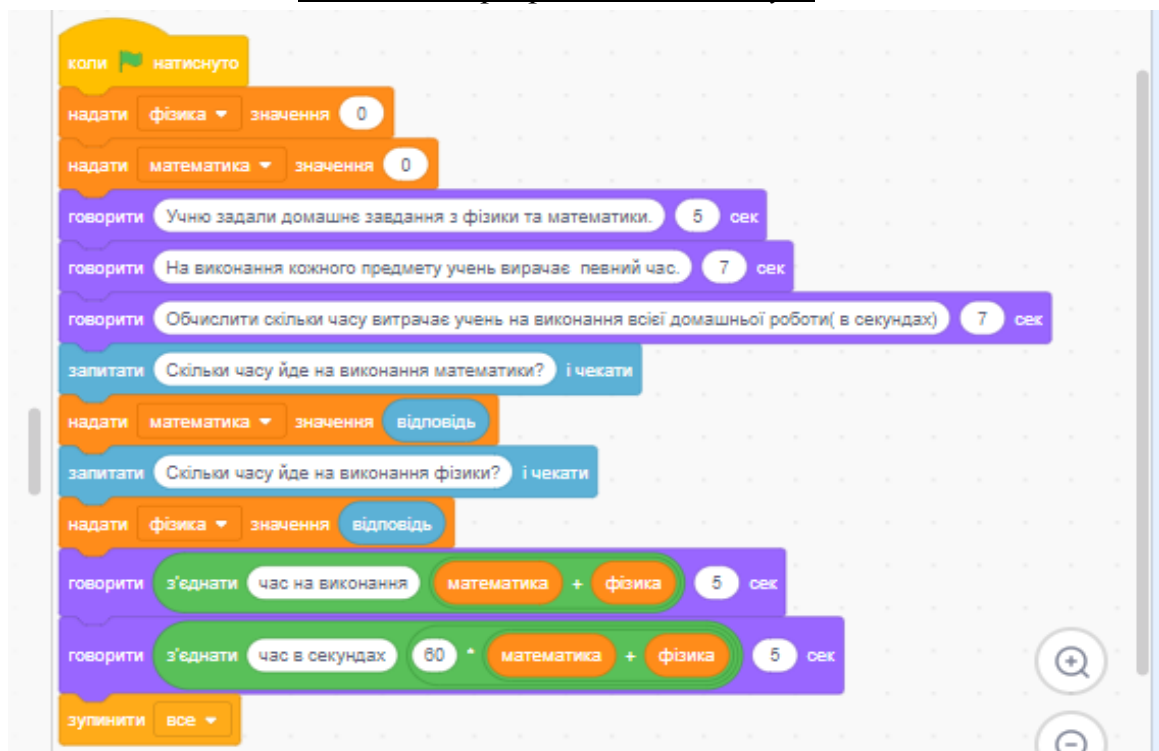 коли натиснуто
надати фізика значення 0
надати математика значення 0
говорити Учню задали домашнє завдання з фізики та математики. 5 сек
говорити На виконання кожного предмету учень вирачає певний час. 7 сек
говорити Обчислити скільки часу витрачає учень на виконання всієї домашньої роботи( в секундах) 7 сек
запитати Скільки часу йде на виконання математики? і чекати
надати математика значення відповідь
запитати Скільки часу йде на виконання фізики? і чекати
надати фізика значення відповідь
говорити з'єднати час на виконання математика + фізика 5 сек
говорити з'єднати час в секундах 60 * математика + фізика 5 сек
зупинити все